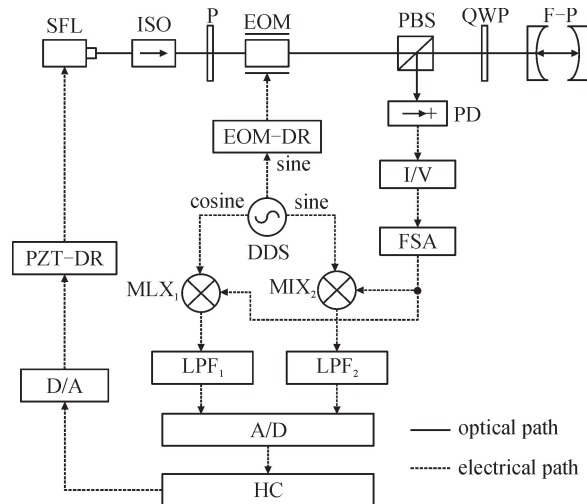 SFL
ISO
P
EOM
PBS
QWP
F-P
PD
EOM-DR
sine
I/V
cosine
sine
DDS
FSA
PZT-DR
MLX1
MIX2
LPF1
LPF2
D/A
A/D
optical path
HC
electrical path